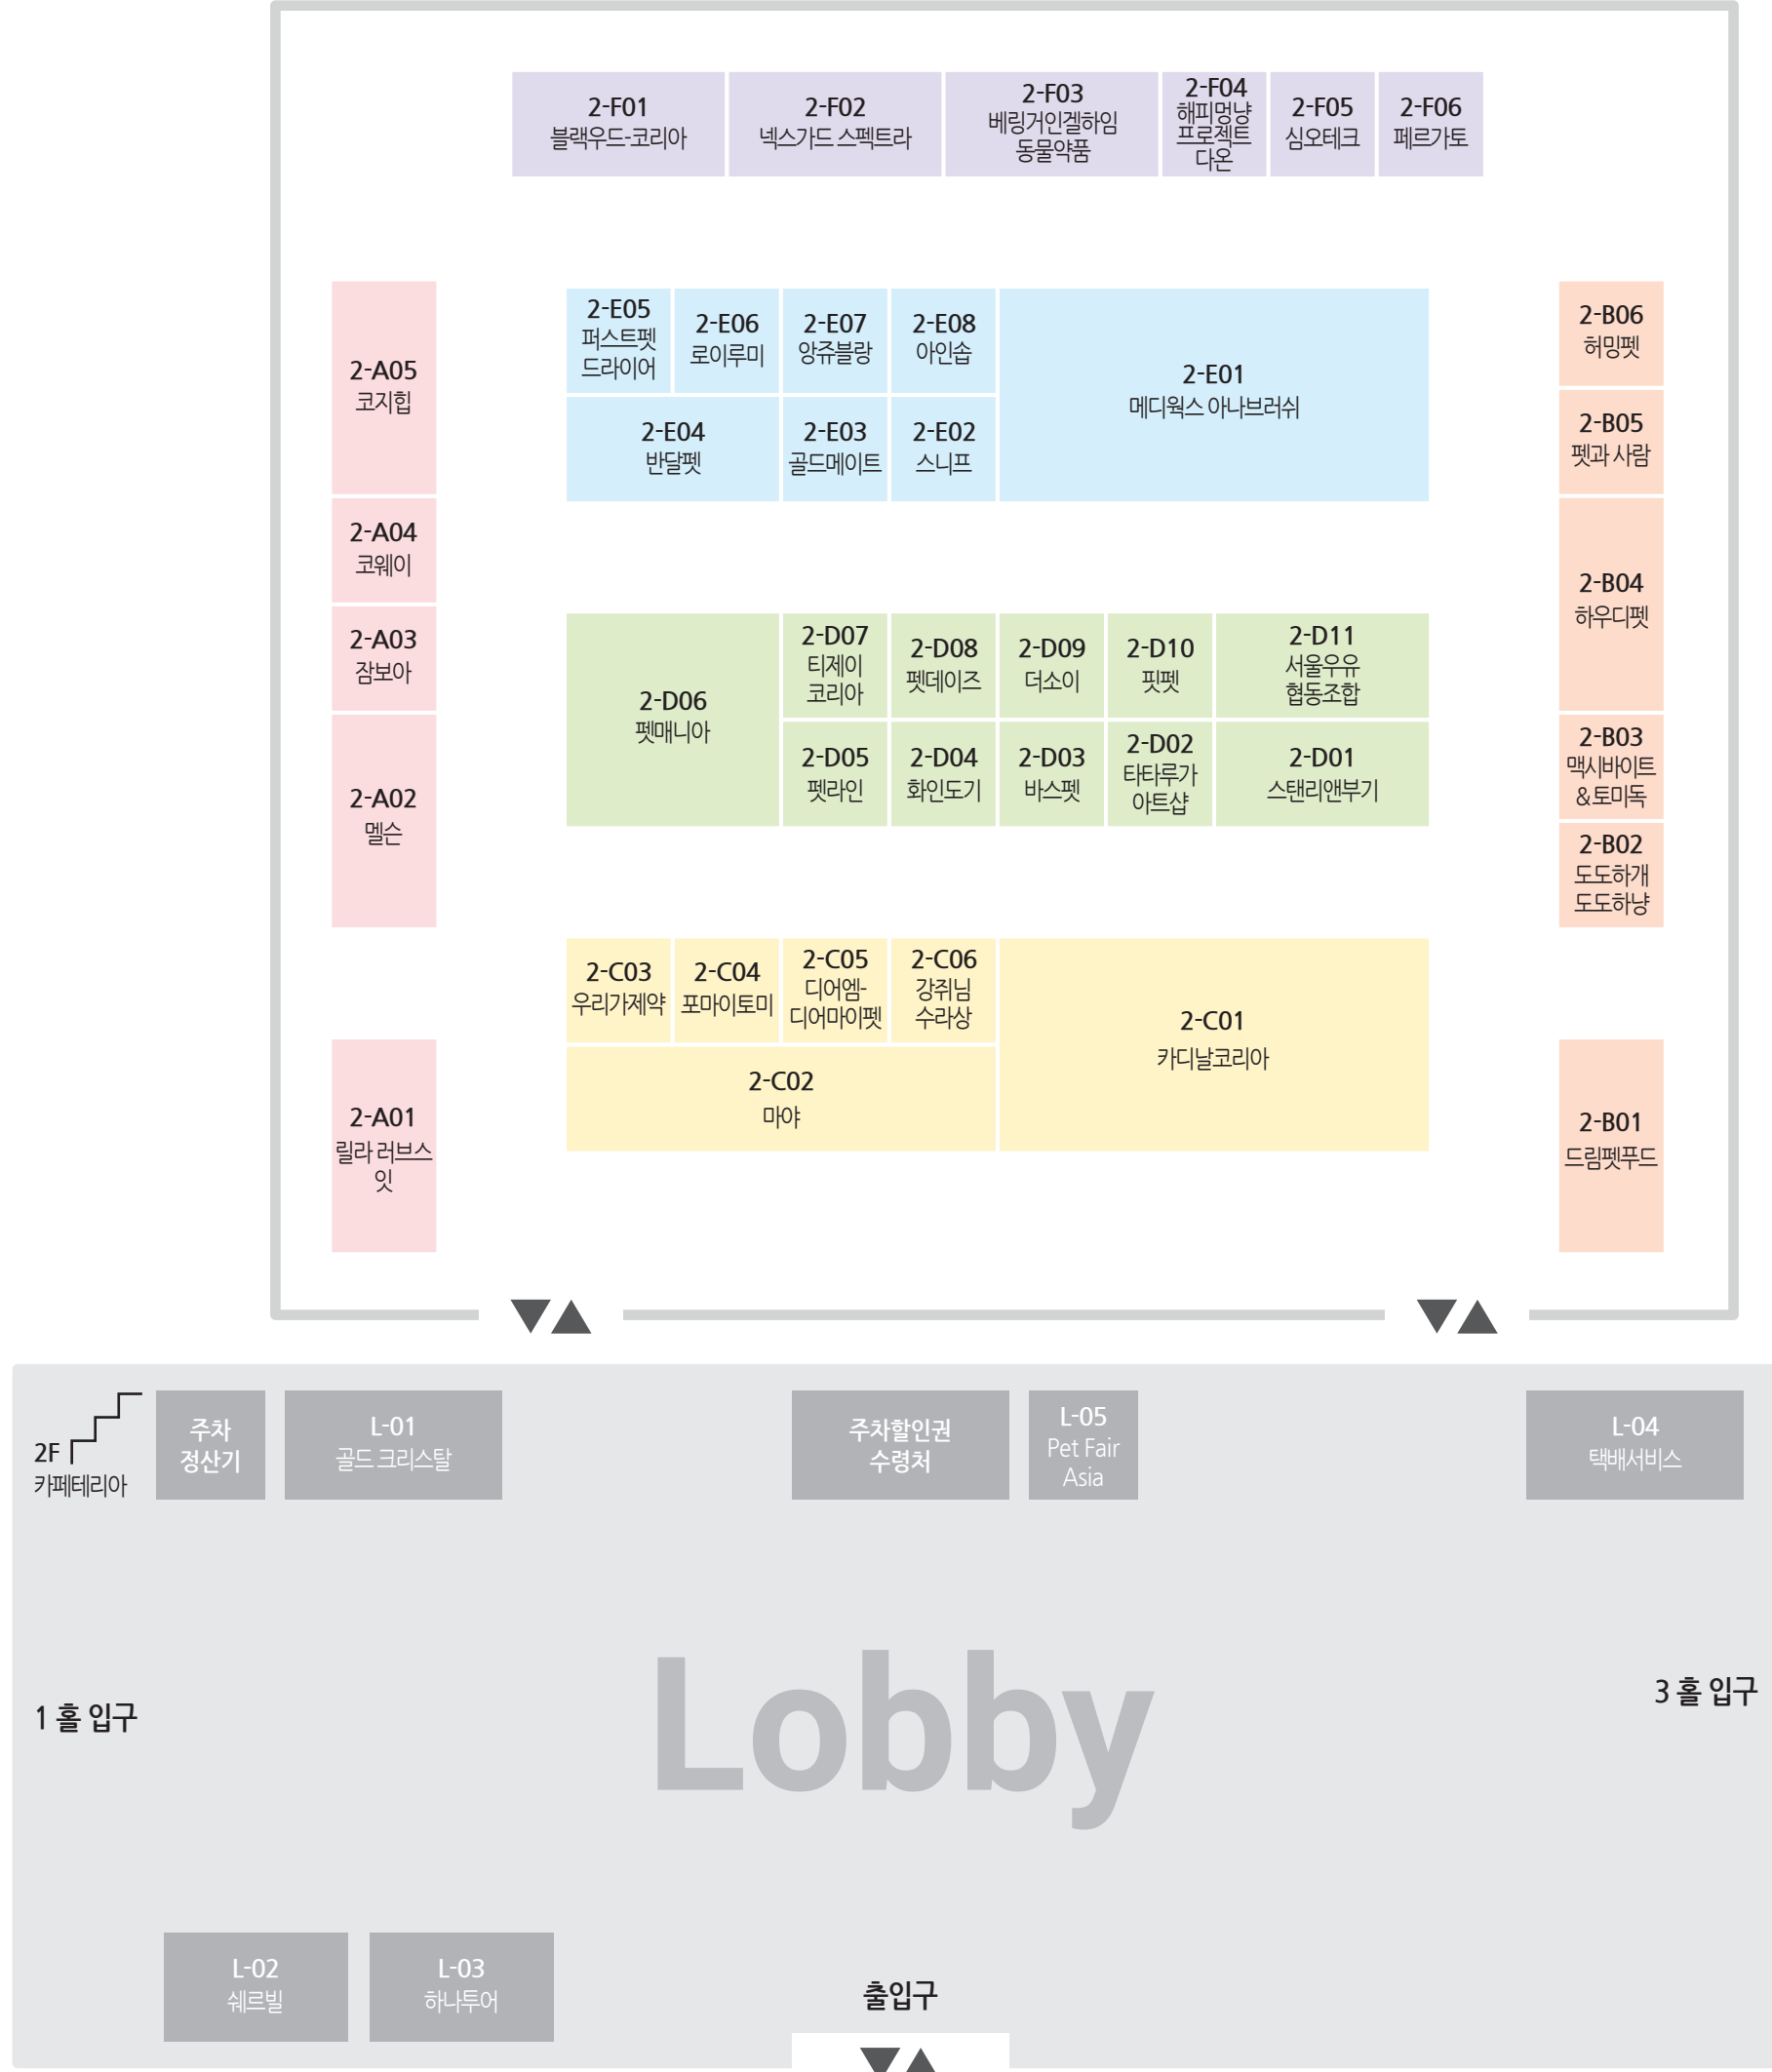 2-F01
블랙우드-코리아
2-F02
넥스가드 스펙트라
2-F03
베링거인겔하임
동물약품
2-F04
해피멍냥
프로젝트
다온
2-F05
심오테크
2-F06
페르가토
2-A05
코지힙
2-A04
코웨이
2-A03
잠보아
2-A02
멜슨
2-A01
릴라 러브스
잇
2-E05
퍼스트펫
드라이어
2-E06
로이루미
2-E07
앙쥬블랑
2-E08
아인솝
2-E01
메디웍스 아나브러쉬
2-E04
반달펫
2-E03
골드메이트
2-E02
스니프
2-D06
펫매니아
2-D07
티제이
코리아
2-D08
펫데이즈
2-D09
더소이
2-D10
핏펫
2-D11
서울우유
협동조합
2-D05
펫라인
2-D04
화인도기
2-D03
바스펫
2-D02
타타루가
아트샵
2-D01
스탠리앤부기
2-C03
우리가제약
2-C04
포마이토미
2-C05
디어엠-
디어마이펫
2-C06
강쥐님
수라상
2-C01
카디날코리아
2-C02
마야
2-B06
허밍펫
2-B05
펫과 사람
2-B04
하우디펫
2-B03
맥시바이트
&토미독
2-B02
도도하개
도도하냥
2-B01
드림펫푸드
2F
카페테리아
주차
정산기
L-01
골드 크리스탈
주차할인권
수령처
L-05
Pet Fair
Asia
L-04
택배서비스
1 홀 입구
Lobby
3 홀 입구
L-02
쉐르빌
L-03
하나투어
출입구